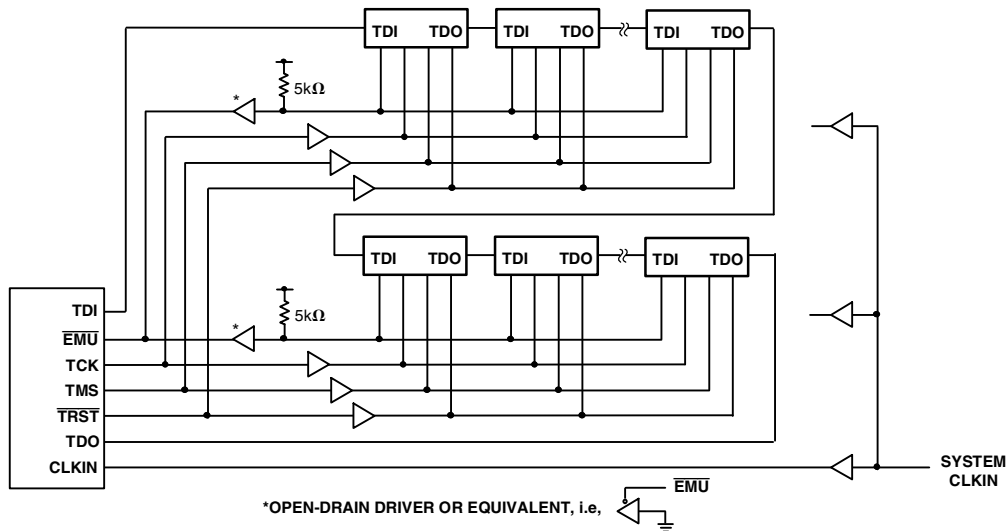 TDI TDO TDI TDO TDI TDO
5kΩ
*
TDI TDO TDI TDO TDI TDO
TDI
5kΩ
*
EMU
TCK
TMS
TRST
TDO
CLKIN
SYSTEM
CLKIN
EMU
*OPEN-DRAIN DRIVER OR EQUIVALENT, i.e,